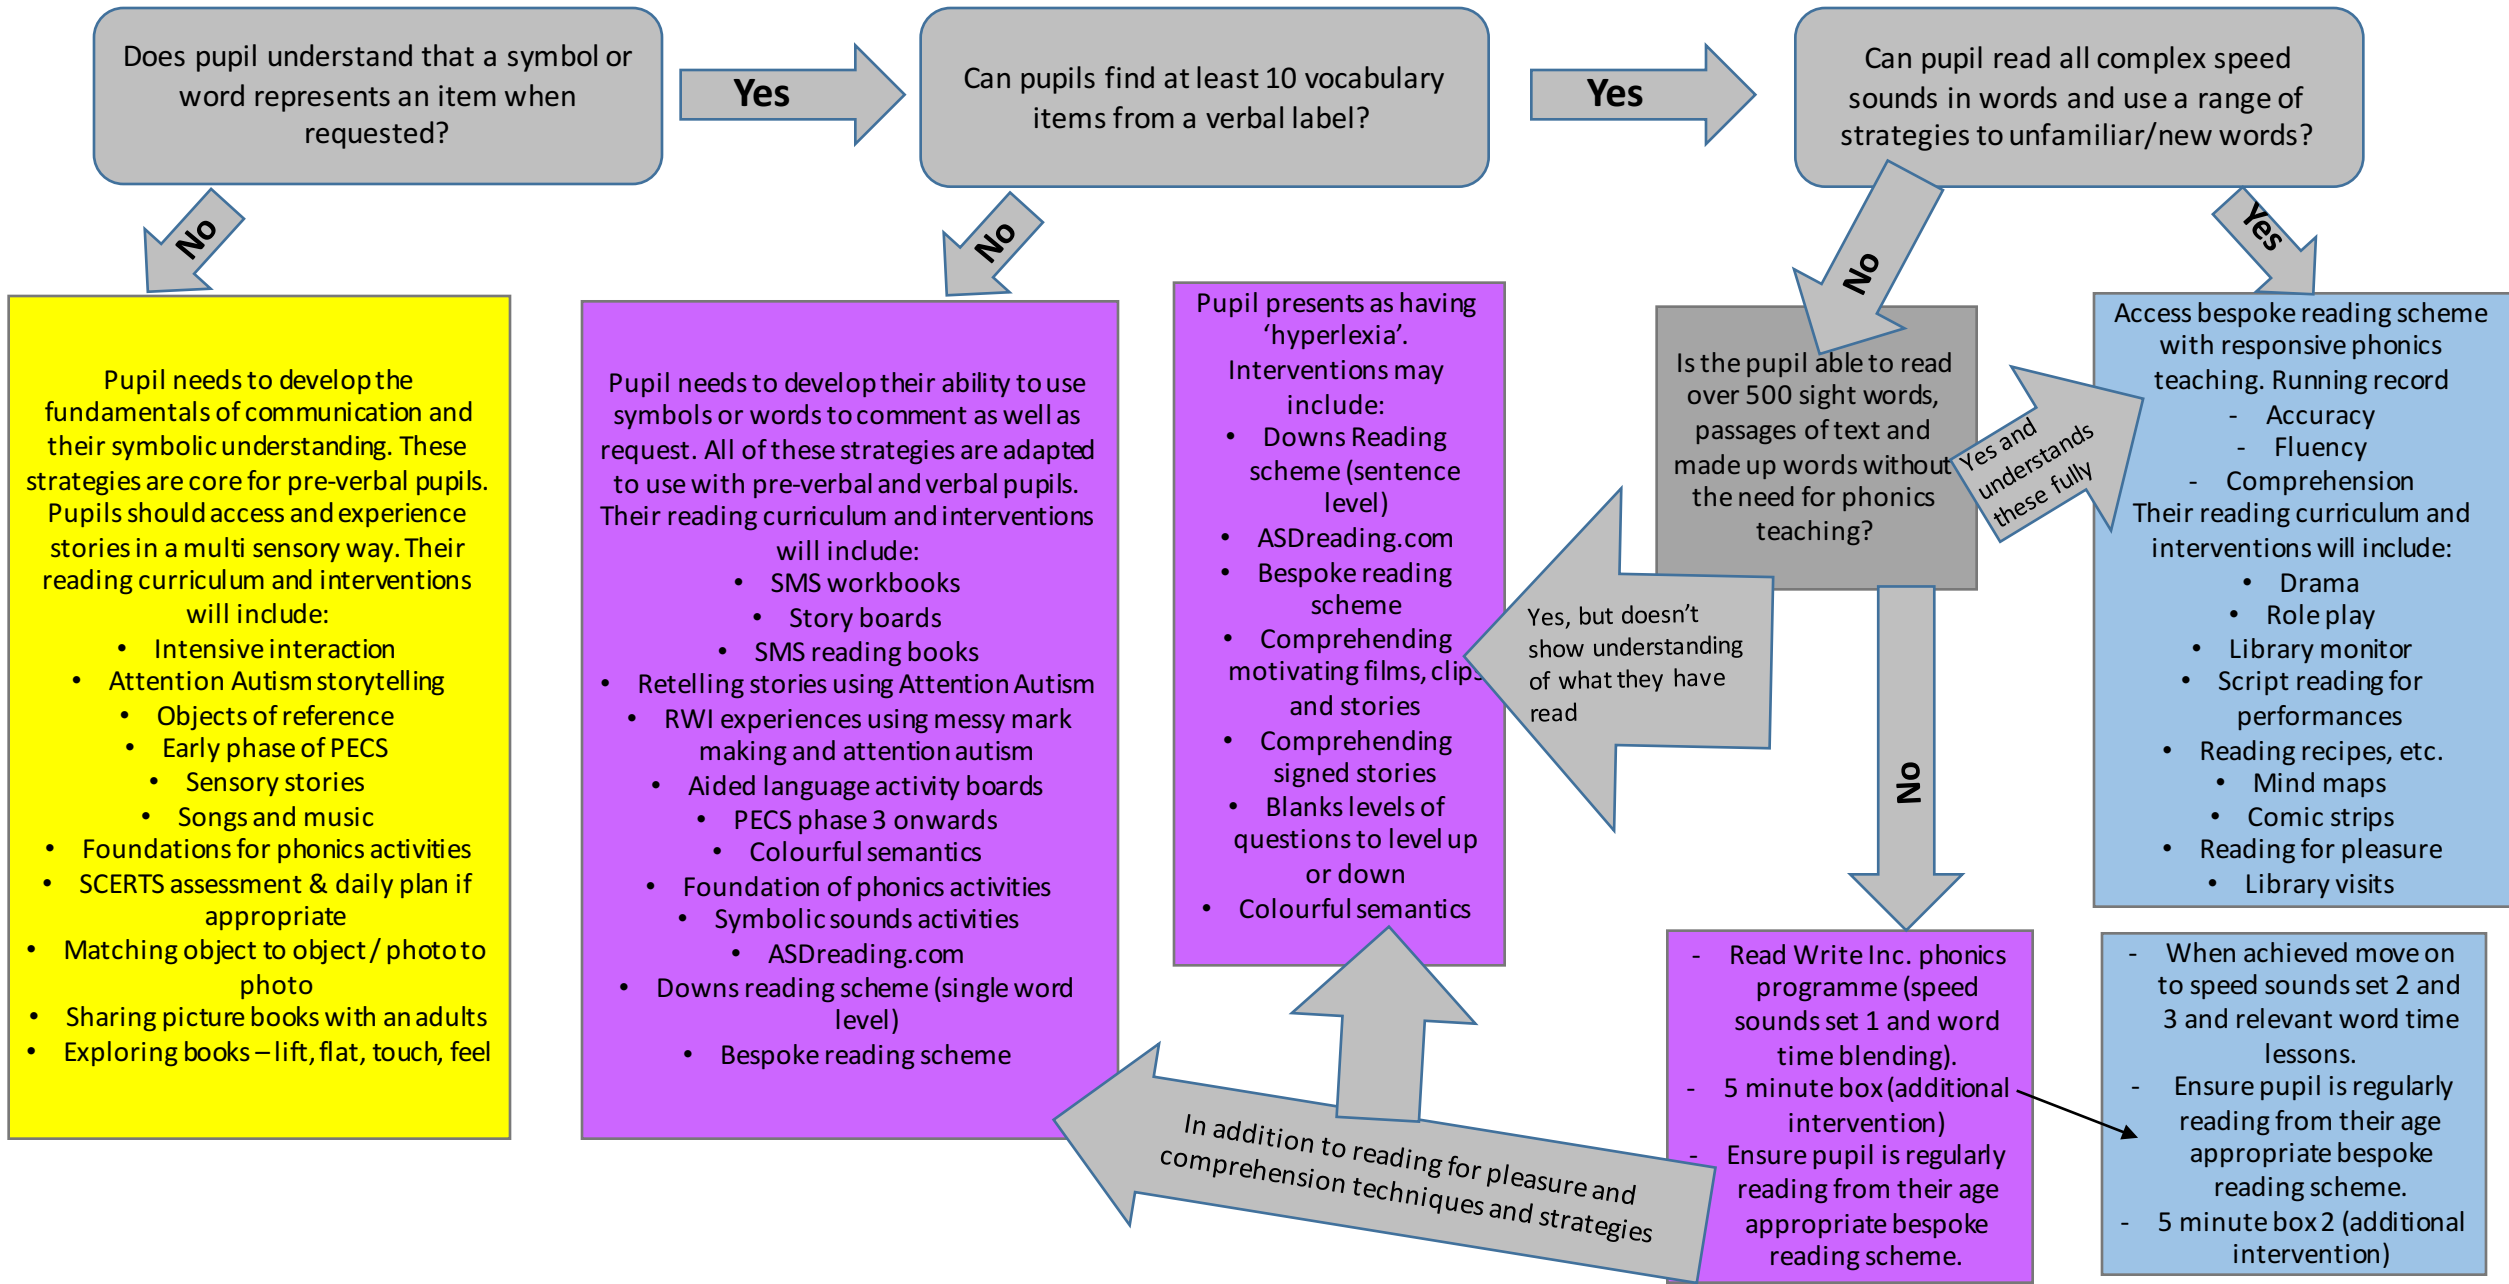 Does pupil understand that a symbol or
word represents an item when
requested?
Yes
Can pupils find at least 10 vocabulary
items from a verbal label?
Yes
Can pupil read all complex speed
sounds in words and use a range of
strategies to unfamiliar/new words?
No
No
No
Yes
Pupil needs to develop the
fundamentals of communication and
their symbolic understanding. These
strategies are core for pre-verbal pupils.
Pupils should access and experience
stories in a multi sensory way. Their
reading curriculum and interventions
will include:
• Intensive interaction
• Attention Autism storytelling
• Objects of reference
• Early phase of PECS
• Sensory stories
• Songs and music
• Foundations for phonics activities
• SCERTS assessment & daily plan if
appropriate
• Matching object to object / photo to
photo
• Sharing picture books with an adults
• Exploring books – lift, flat, touch, feel
Pupil needs to develop their ability to use
symbols or words to comment as well as
request. All of these strategies are adapted
to use with pre-verbal and verbal pupils.
Their reading curriculum and interventions
will include:
• SMS workbooks
• Story boards
• SMS reading books
• Retelling stories using Attention Autism
• RWI experiences using messy mark
making and attention autism
• Aided language activity boards
• PECS phase 3 onwards
• Colourful semantics
• Foundation of phonics activities
• Symbolic sounds activities
• ASDreading.com
• Downs reading scheme (single word
level)
• Bespoke reading scheme
Pupil presents as having
‘hyperlexia’.
Interventions may
include:
• Downs Reading
scheme (sentence
level)
• ASDreading.com
• Bespoke reading
scheme
• Comprehending
motivating films, clips
and stories
• Comprehending
signed stories
• Blanks levels of
questions to level up
or down
• Colourful semantics
Is the pupil able to read
over 500 sight words,
passages of text and
made up words without
the need for phonics
teaching?
Yes and
understands
these fully
Yes, but doesn’t
show understanding
of what they have
read
No
Access bespoke reading scheme
with responsive phonics
teaching. Running record
- Accuracy
- Fluency
- Comprehension
Their reading curriculum and
interventions will include:
• Drama
• Role play
• Library monitor
• Script reading for
performances
• Reading recipes, etc.
• Mind maps
• Comic strips
• Reading for pleasure
• Library visits
In addition to reading for pleasure and
comprehension techniques and strategies
- Read Write Inc. phonics
programme (speed
sounds set 1 and word
time blending).
- 5 minute box (additional
intervention)
- Ensure pupil is regularly
reading from their age
appropriate bespoke
reading scheme.
- When achieved move on
to speed sounds set 2 and
3 and relevant word time
lessons.
- Ensure pupil is regularly
reading from their age
appropriate bespoke
reading scheme.
- 5 minute box 2 (additional
intervention)